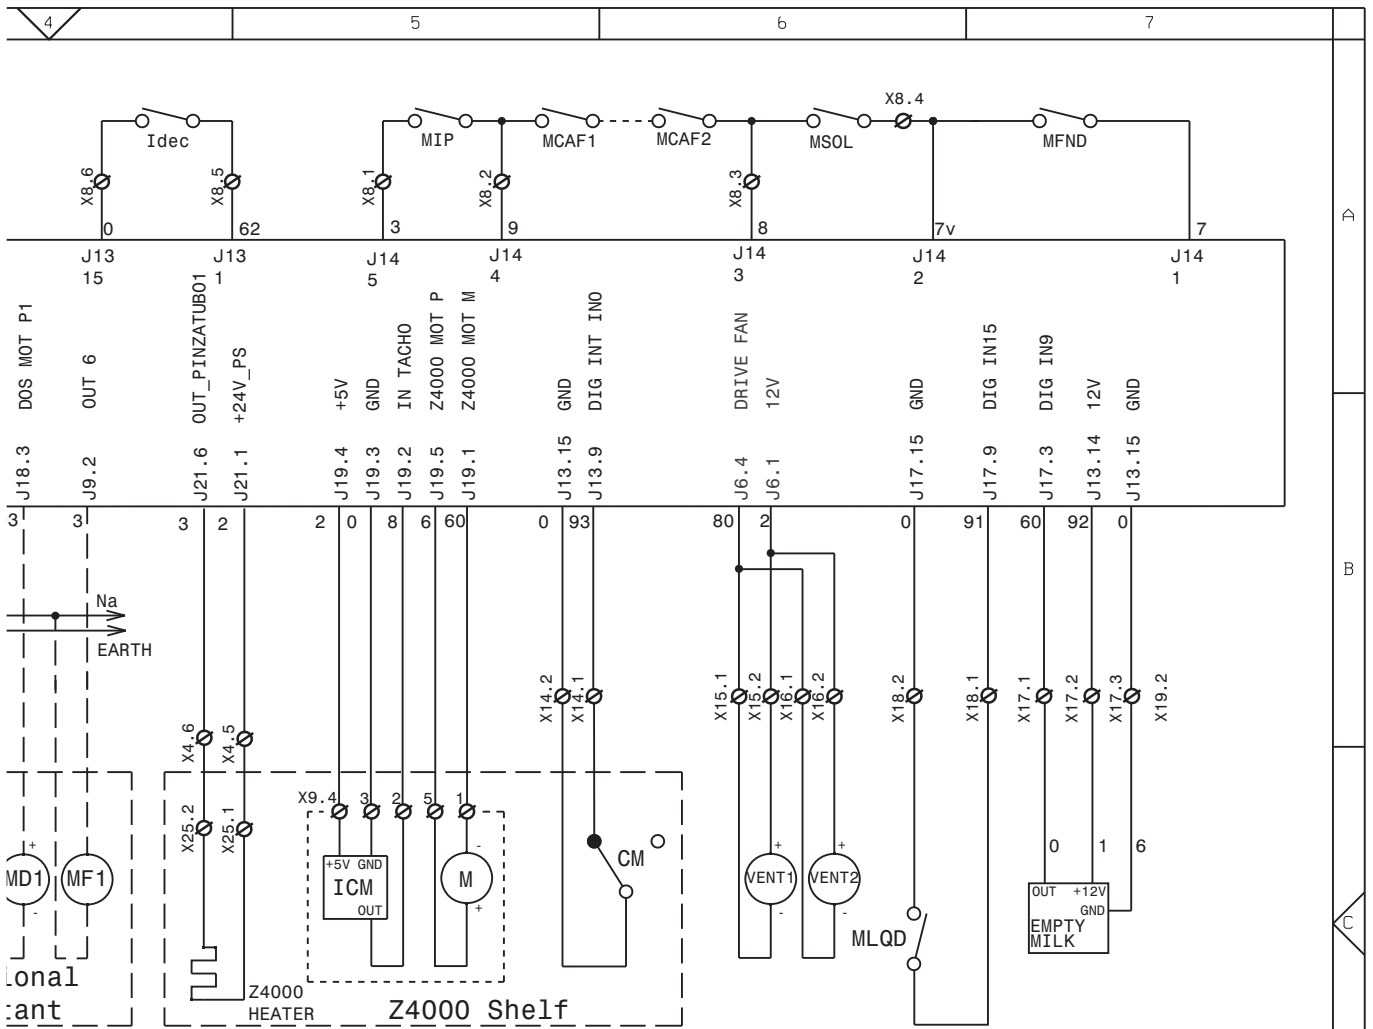 4 5 6 7
X8.4
Idec MIP MCAF1 MCAF2 MSOL MFND
X8.6 X8.5 X8.1 X8.2 X8.3
A
0 62 3 9 8 7v 7
J13 J13 J14 J14 J14 J14 J14
15 1 5 4 3 2 1
DOS MOT P1
OUT 6
OUT_PINZATUBO1
+24V_PS
+5V
GND
IN TACHO
Z4000 MOT P
Z4000 MOT M
GND
DIG INT IN0
DRIVE FAN
12V
GND
DIG IN15
DIG IN9
12V
GND
J18.3 J9.2 J21.6 J21.1 J19.4 J19.3 J19.2 J19.5 J19.1 J13.15 J13.9 J6.4 J6.1 J17.15 J17.9 J17.3 J13.14 J13.15
3 3 3 2 2 0 8 6 60 0 93 80 2 0 91 60 92 0
B
Na
EARTH
X14.2 X14.1 X15.1 X15.2 X16.1 X16.2 X18.2 X18.1 X17.1 X17.2 X17.3 X19.2
X4.6 X4.5
X9.4 3 2 5 1
X25.2 X25.1
+ - + + 0 1 6
MD1 MF1
+5V GND
ICM
OUT
M
CM
VENT1 VENT2
OUT +12V
GND
EMPTY
MILK
- - + - -
MLQD
C
ional
tant
Z4000
HEATER
Z4000 Shelf